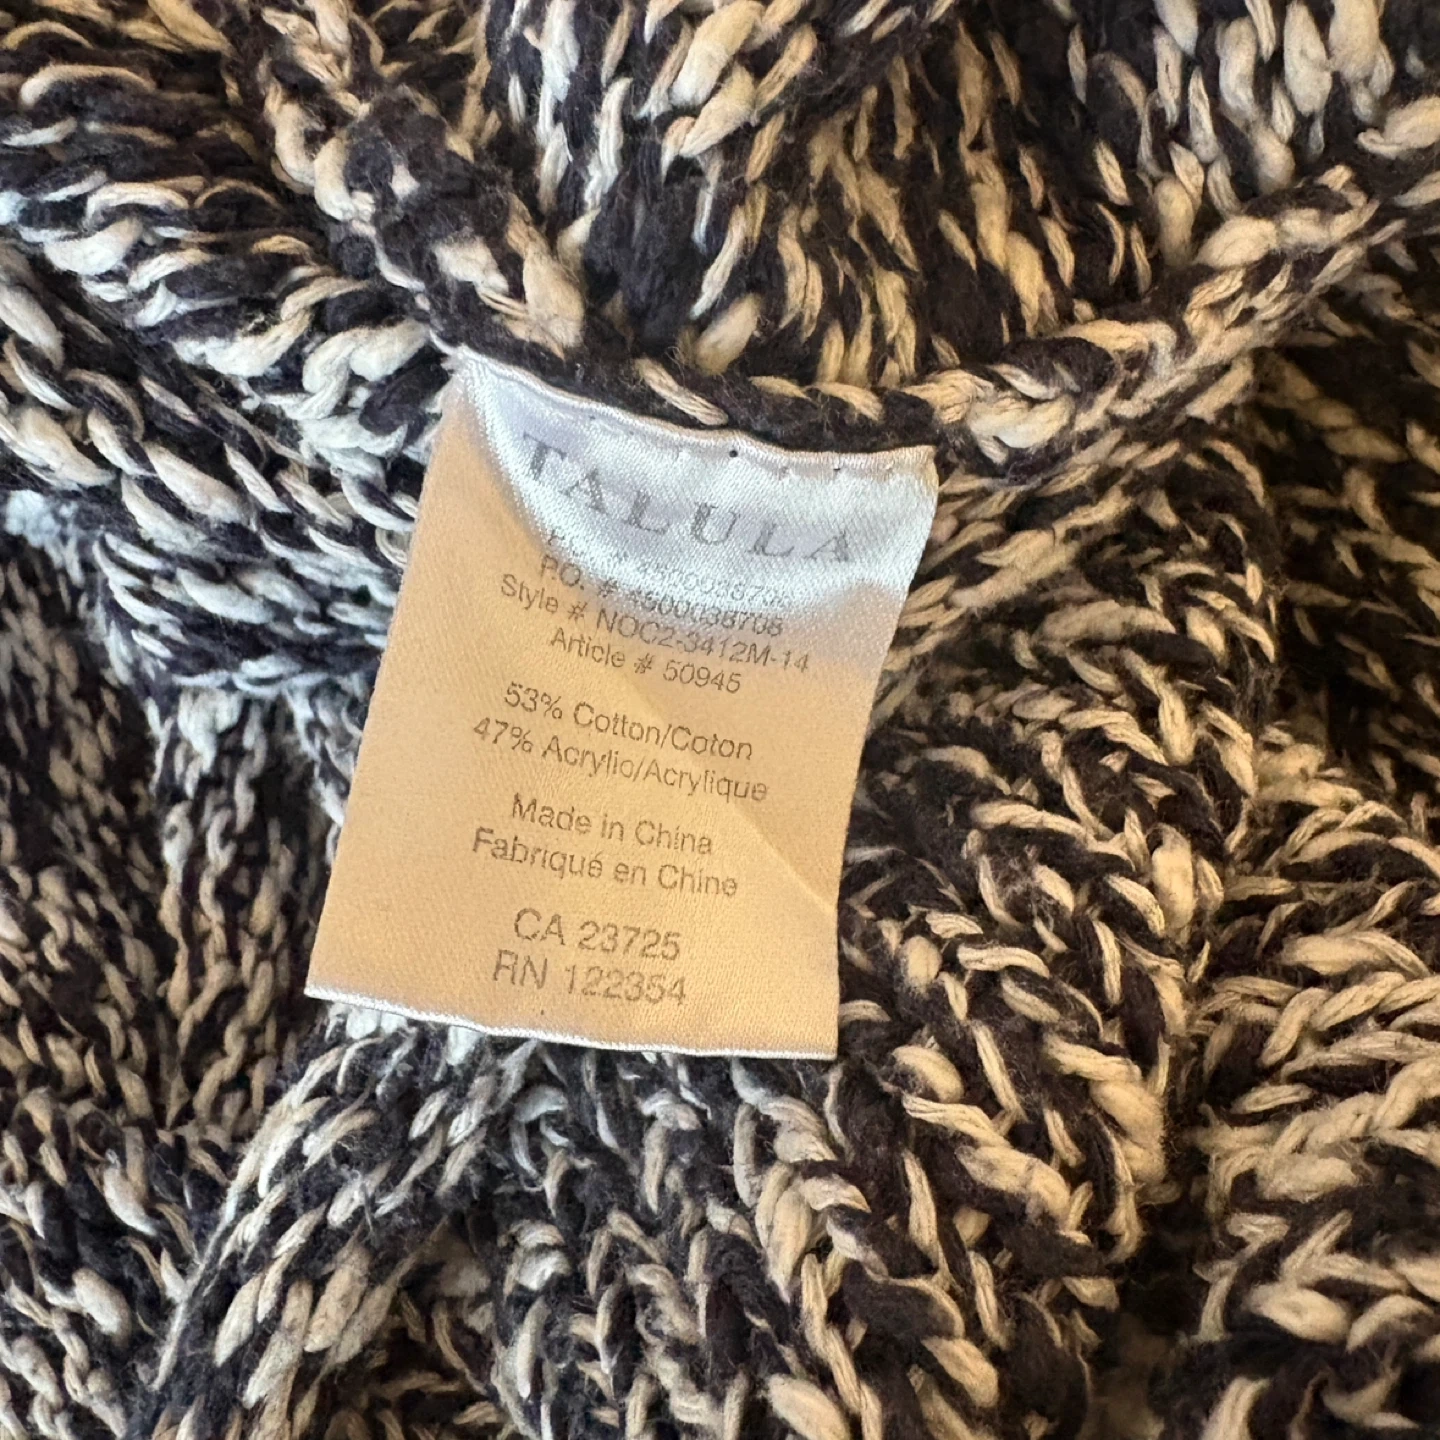 TALULA
P.O. # 4500038798
P.O. # 4500038708
Style # NOC2-3412M-14
Article # 50945
53% Cotton/Coton
47% Acrylic/Acrylique
Made in China
Fabriqué en Chine
CA 23725
RN 122354